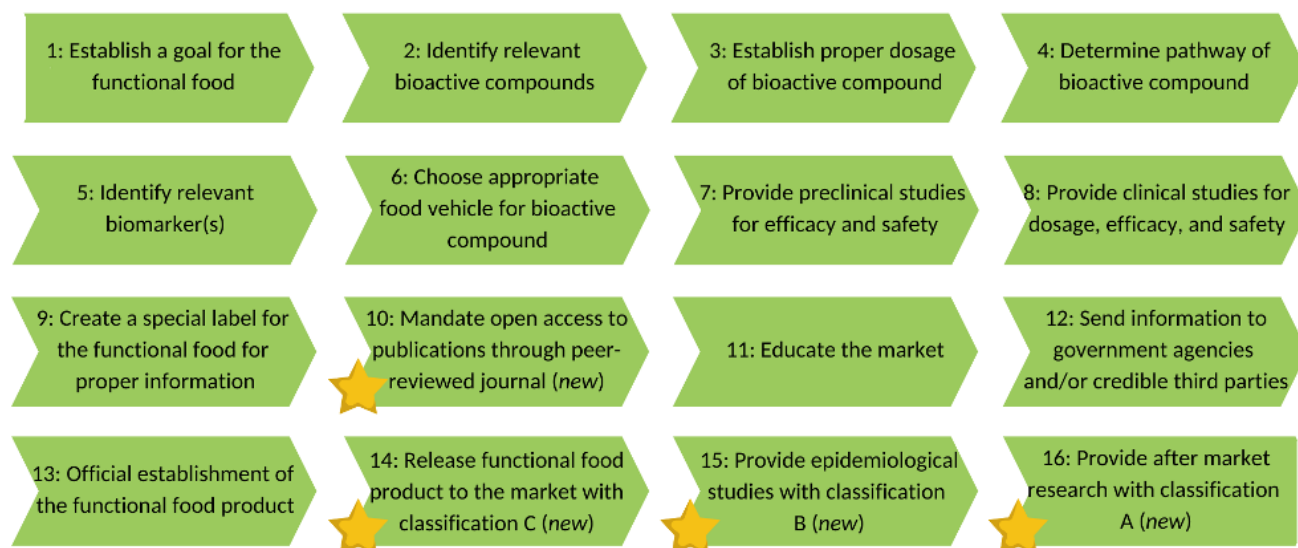 1: Establish a goal for the
functional food
2: Identify relevant
bioactive compounds
3: Establish proper dosage
of bioactive compound
4: Determine pathway of
bioactive compound
5: Identify relevant
biomarker(s)
6: Choose appropriate
food vehicle for bioactive
compound
7: Provide preclinical studies
for efficacy and safety
8: Provide clinical studies for
dosage, efficacy, and safety
9: Create a special label for
the functional food for
proper information
10: Mandate open access to
publications through peer-
reviewed journal (new)
11: Educate the market
12: Send information to
government agencies
and/or credible third parties
13: Official establishment of
the functional food product
14: Release functional food
product to the market with
classification C (new)
15: Provide epidemiological
studies with classification
B (new)
16: Provide after market
research with classification
A (new)